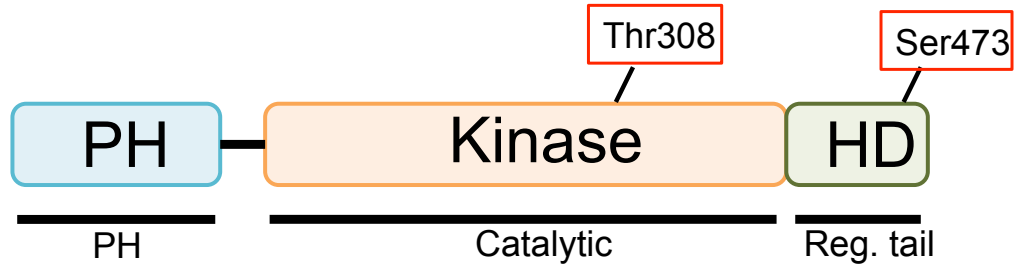 Thr308
Ser473
PH
Kinase
HD
PH
Catalytic
Reg. tail